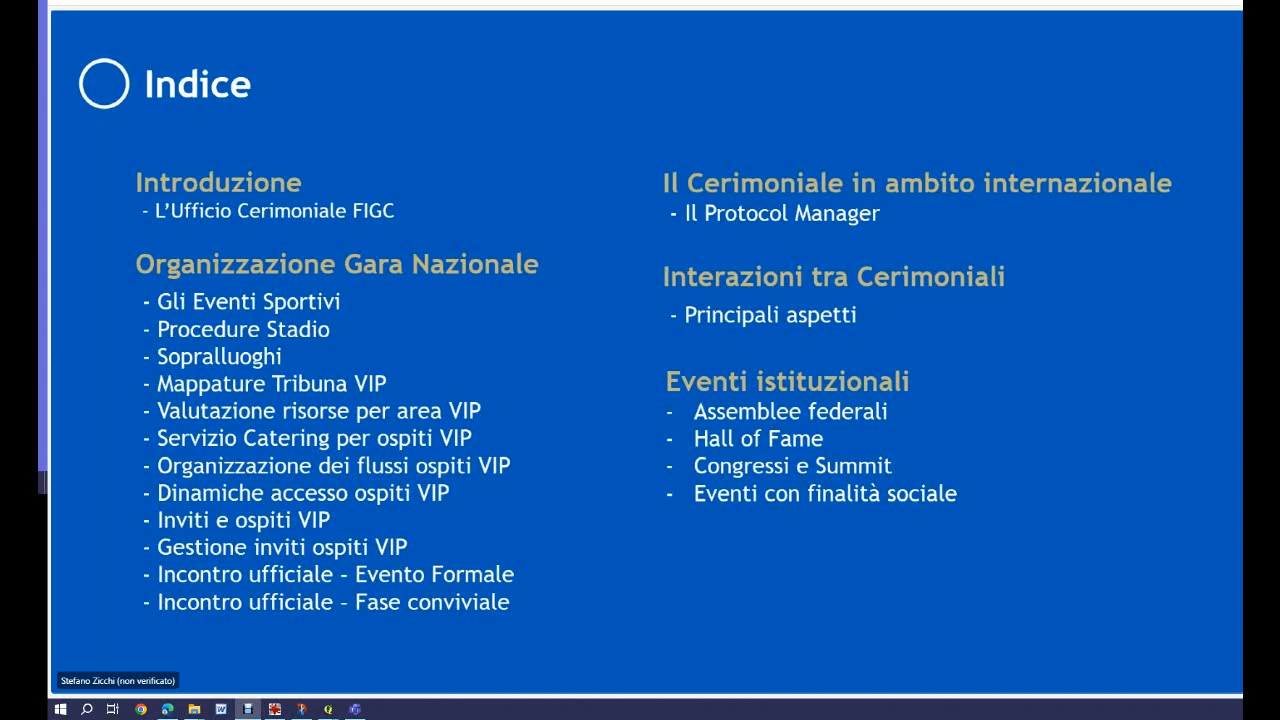 Indice
Introduzione
- L'Ufficio Cerimoniale FIGC
Organizzazione Gara Nazionale
- Gli Eventi Sportivi
- Procedure Stadio
- Sopralluoghi
- Mappature Tribuna VIP
- Valutazione risorse per area VIP
- Servizio Catering per ospiti VIP
- Organizzazione dei flussi ospiti VIP
- Dinamiche accesso ospiti VIP
- Inviti e ospiti VIP
- Gestione inviti ospiti VIP
- Incontro ufficiale – Evento Formale
- Incontro ufficiale – Fase conviviale
Il Cerimoniale in ambito internazionale
- Il Protocol Manager
Interazioni tra Cerimoniali
- Principali aspetti
Eventi istituzionali
- Assemblee federali
- Hall of Fame
- Congressi e Summit
- Eventi con finalità sociale
Stefano Zicchi (non verificato)